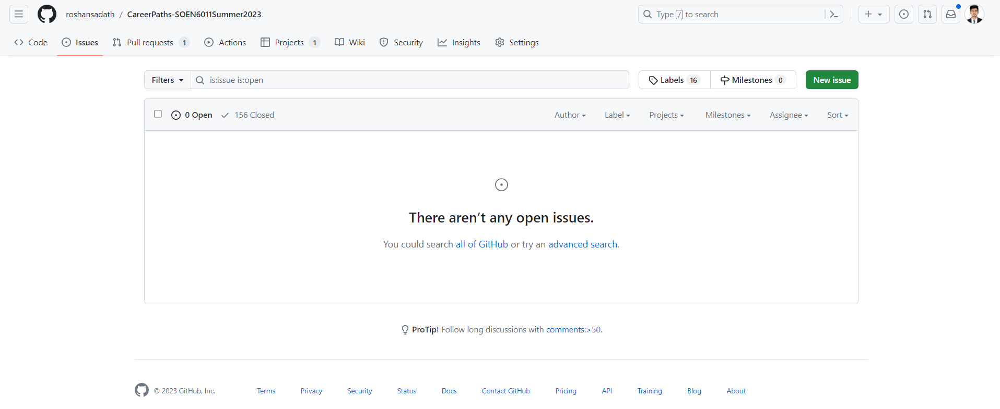 roshansadath / CareerPaths-SOEN6011Summer2023
Type / to search
Code
Issues
Pull requests 1
Actions
Projects 1
Wiki
Security
Insights
Settings
Filters
is:issue is:open
Labels 16
Milestones 0
New issue
0 Open
156 Closed
Author
Label
Projects
Milestones
Assignee
Sort
There aren’t any open issues.
You could search all of GitHub or try an advanced search.
ProTip! Follow long discussions with comments:>50.
© 2023 GitHub, Inc.
Terms
Privacy
Security
Status
Docs
Contact GitHub
Pricing
API
Training
Blog
About